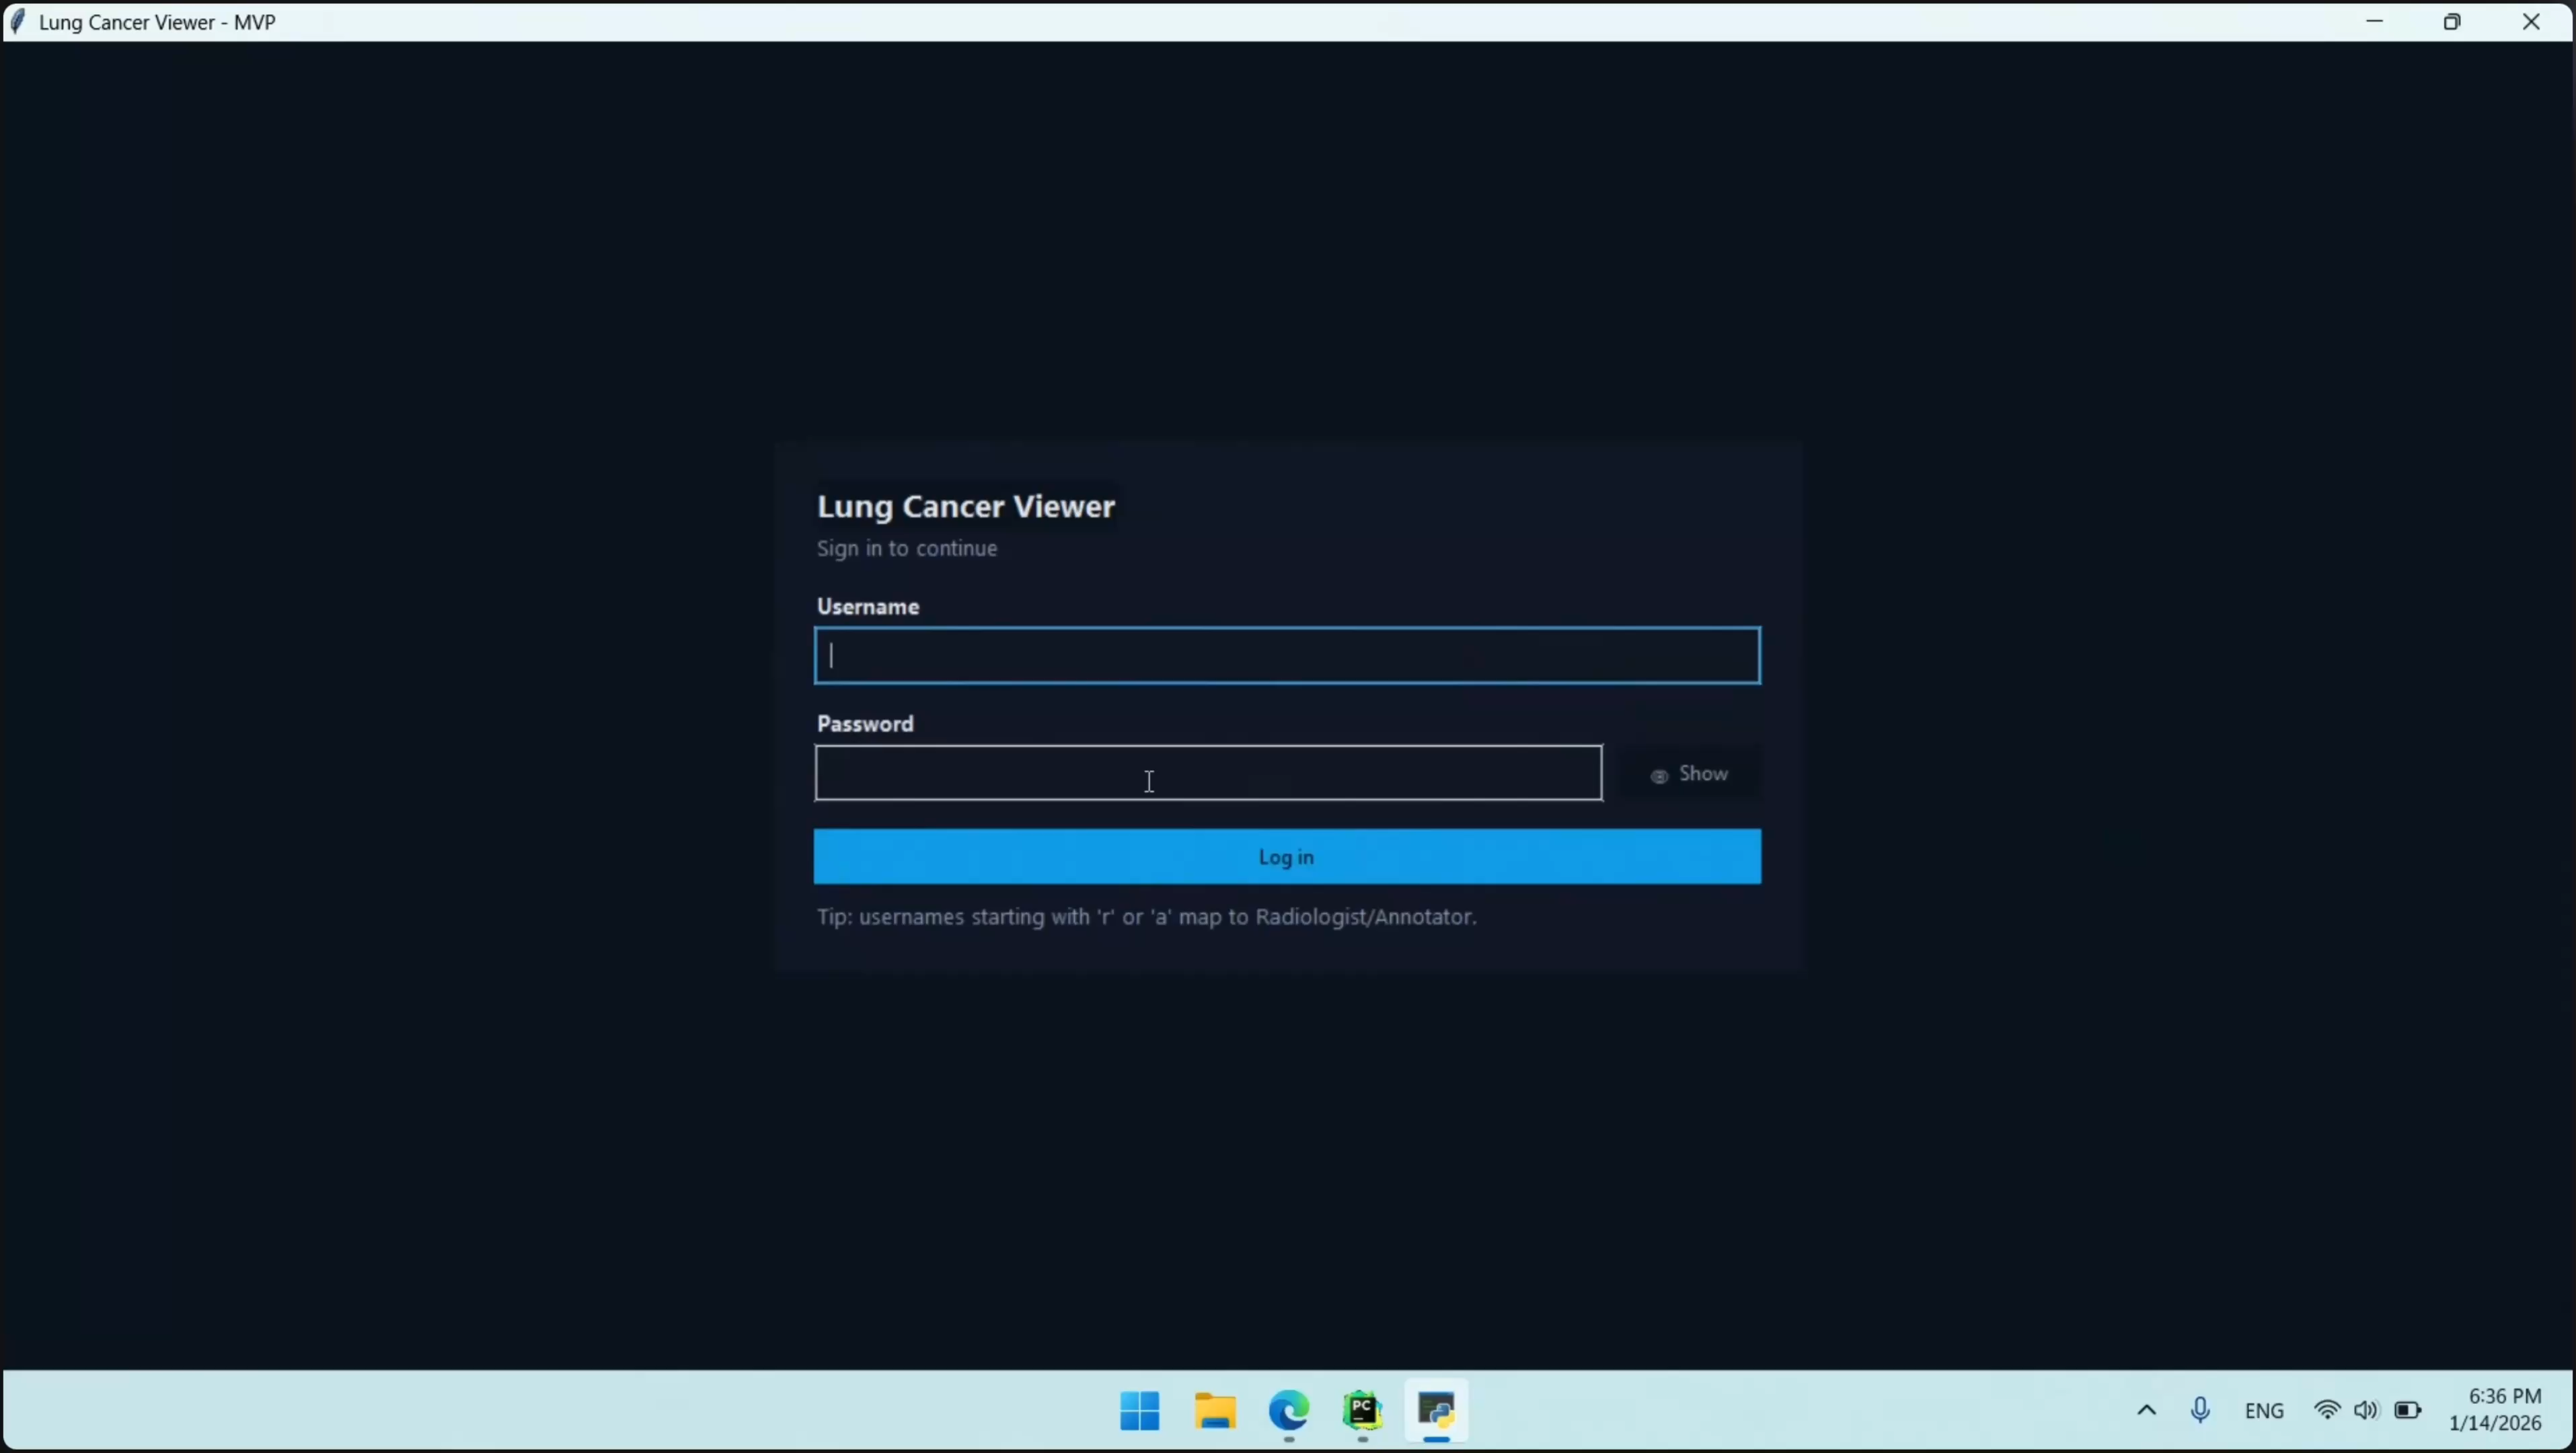 Lung Cancer Viewer - MVP
Lung Cancer Viewer
Sign in to continue
Username
Password
Show
Log in
Tip: usernames starting with 'r' or 'a' map to Radiologist/Annotator.
PC
ENG
6:36 PM
1/14/2026